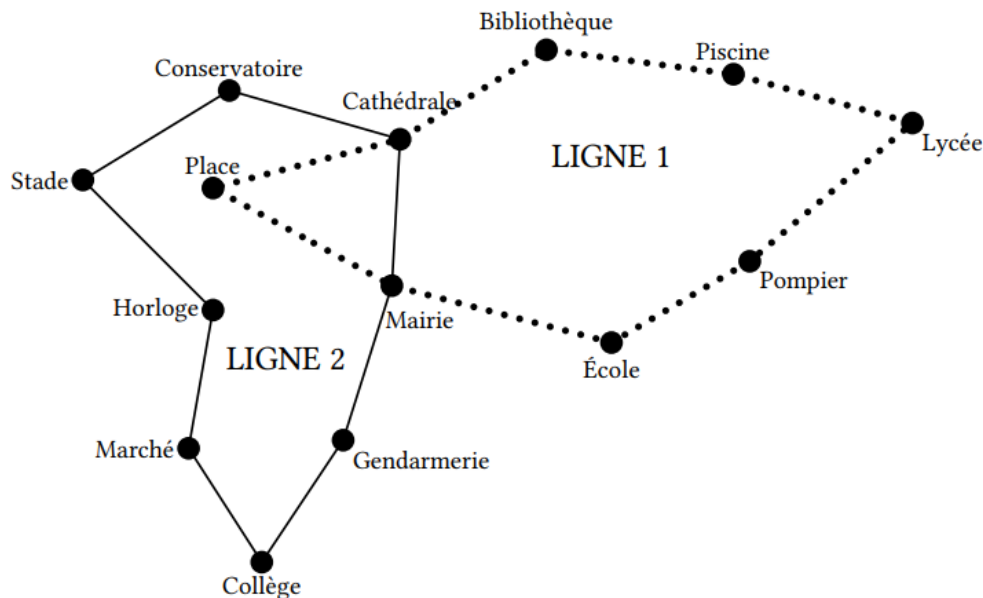 Bibliothèque
Piscine
Conservatoire
Cathédrale
Lycée
LIGNE 1
Place
Stade
Pompier
Horloge
Mairie
LIGNE 2
École
Marché
Gendarmerie
Collège